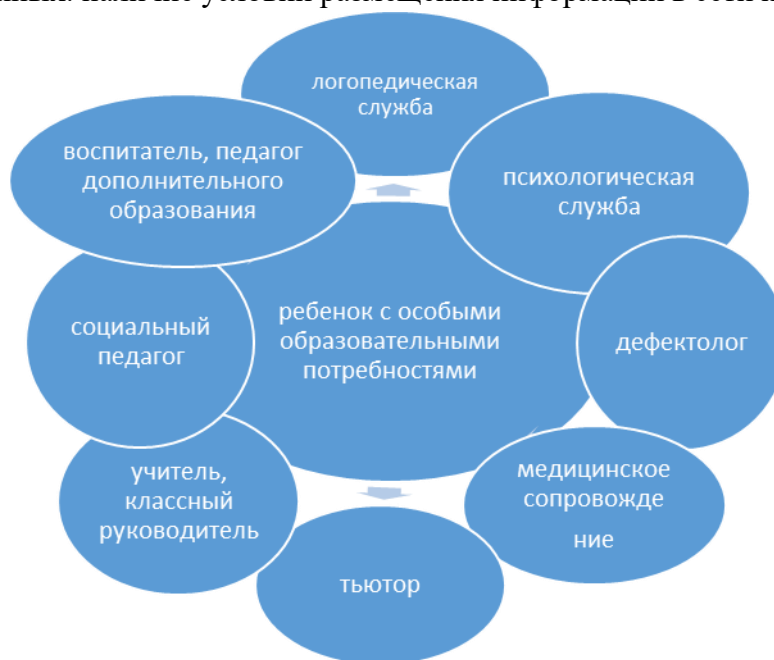 логопедическая
служба
воспитатель, педагог
дополнительного
образования
психологическая
служба
социальный
педагог
ребенок с особыми
образовательными
потребностями
дефектолог
учитель,
классный
руководитель
медицинское
сопровожде
ние
тьютор